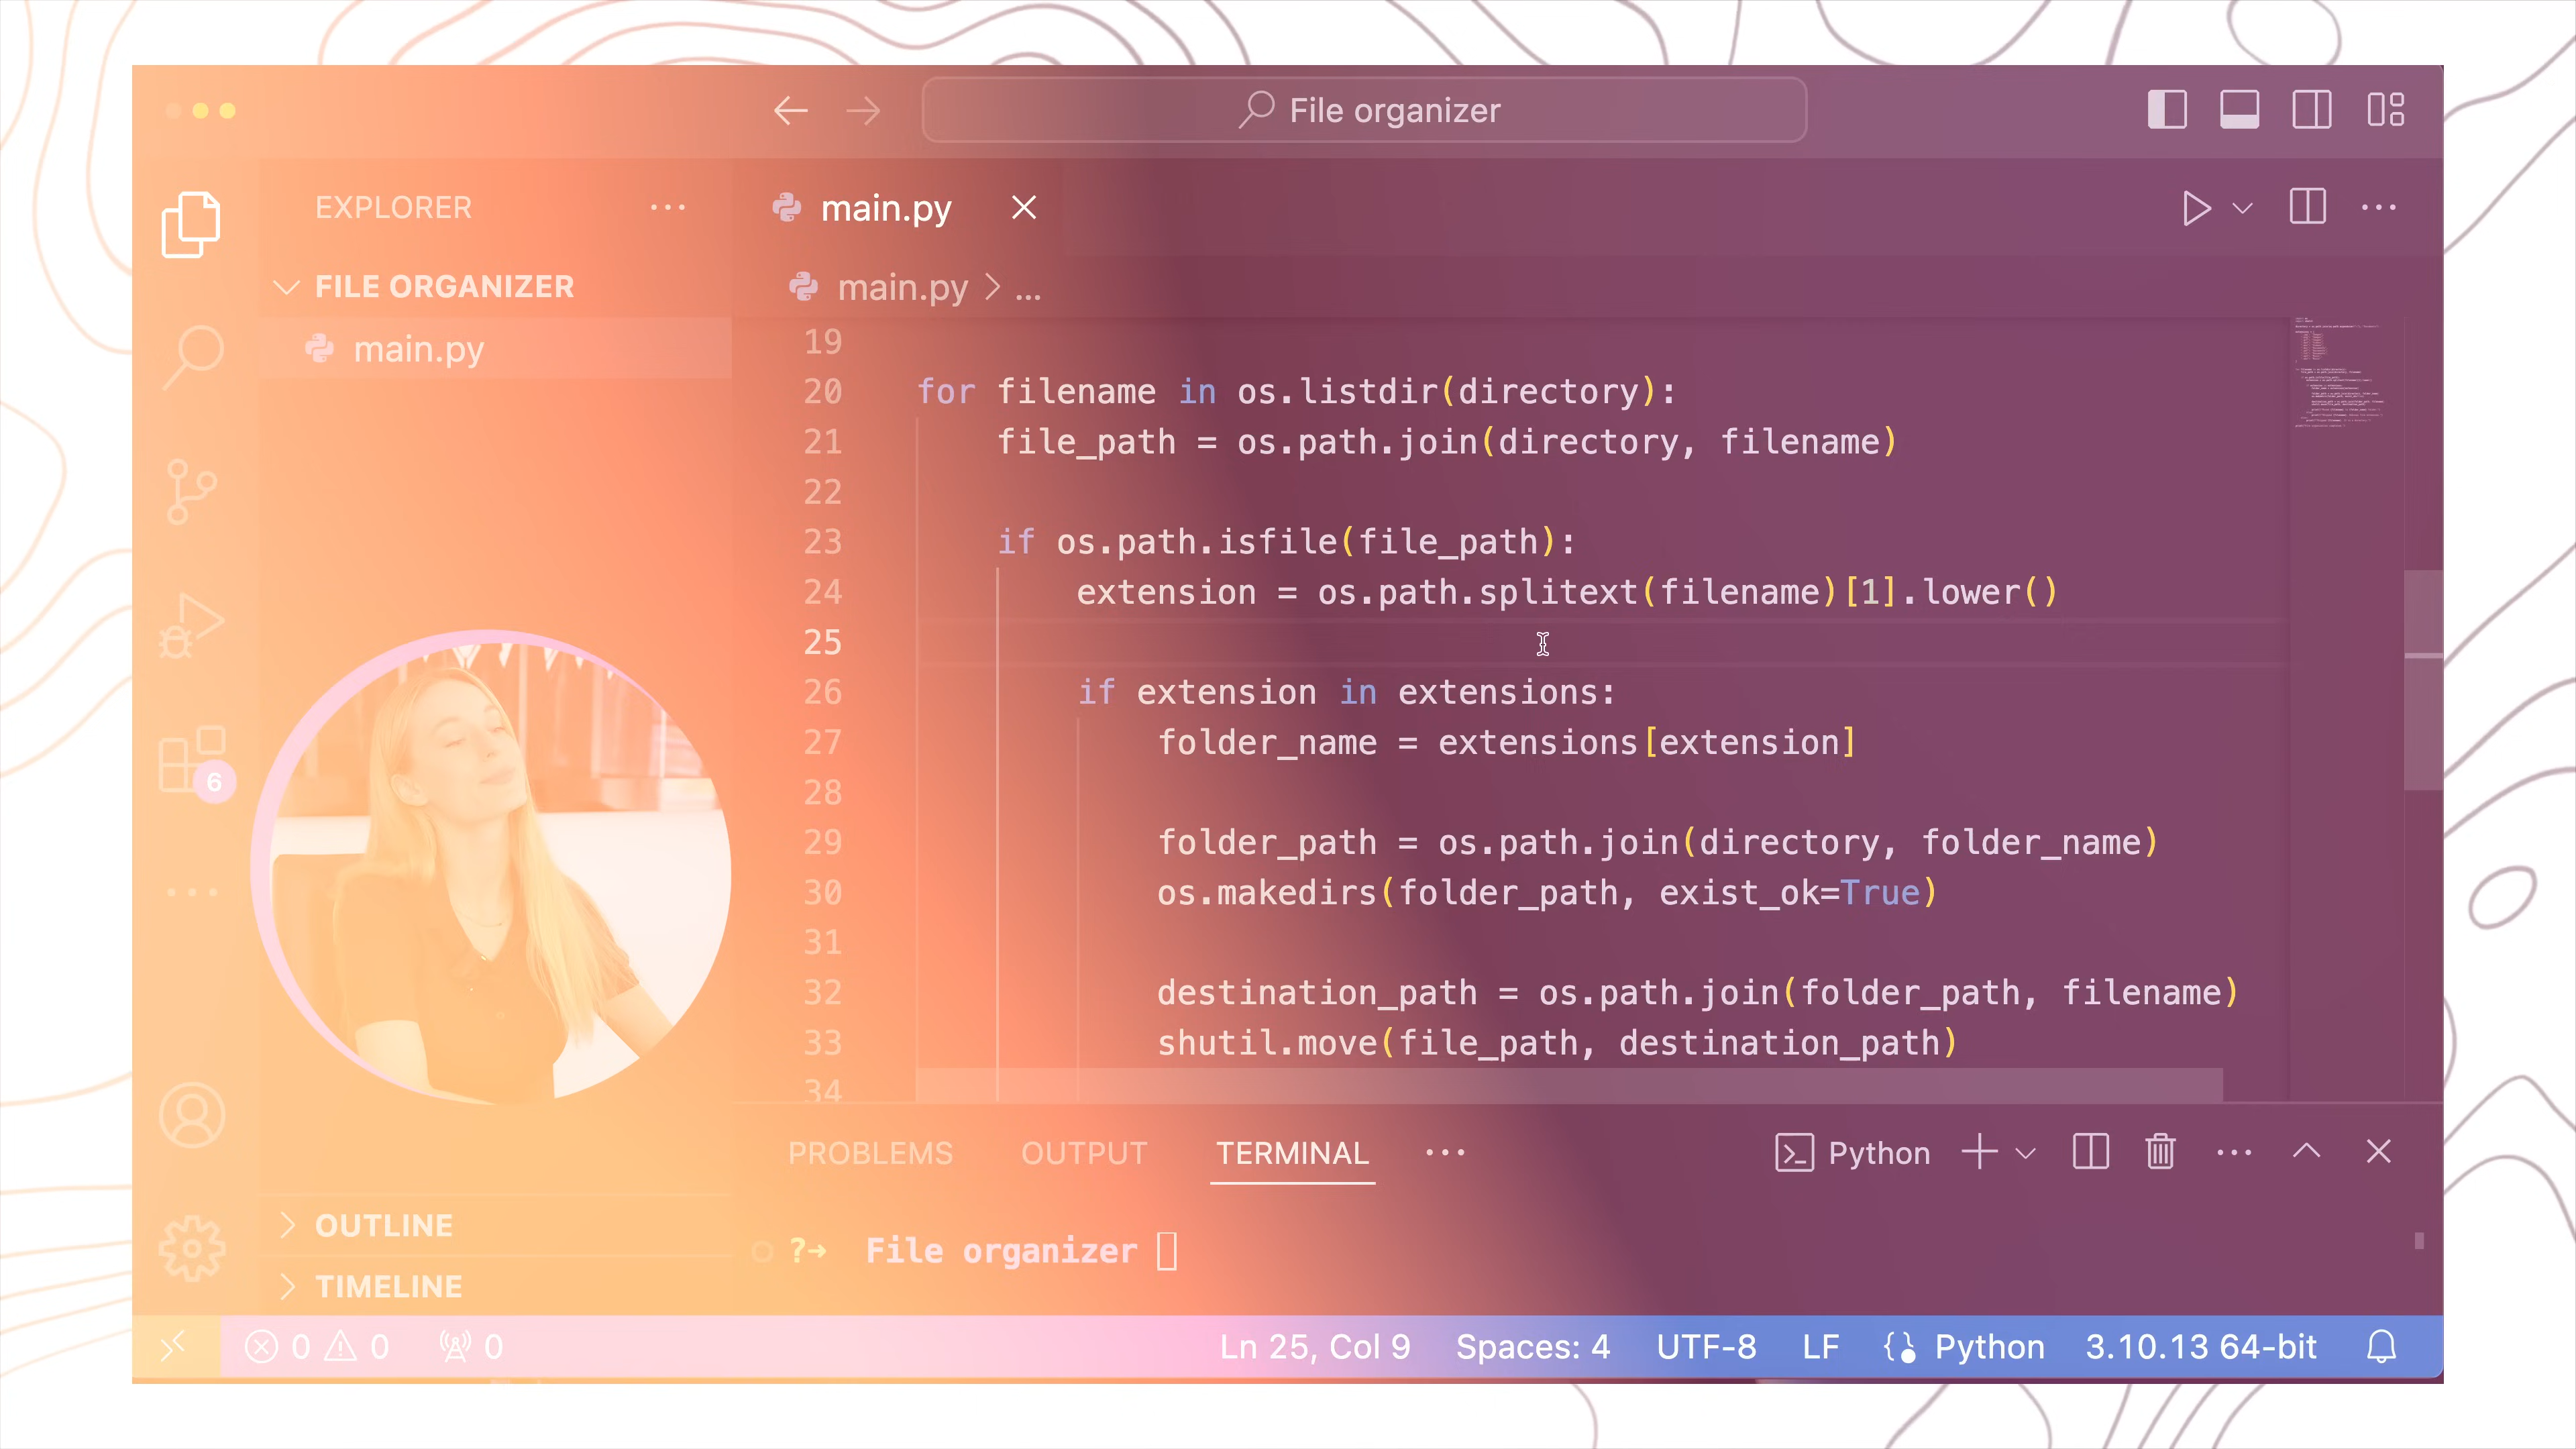 File organizer
EXPLORER
main.py
FILE ORGANIZER
main.py > ...
main.py
19
20 for filename in os.listdir(directory):
21 file_path = os.path.join(directory, filename)
22
23 if os.path.isfile(file_path):
24 extension = os.path.splitext(filename)[1].lower()
25
26 if extension in extensions:
27 folder_name = extensions[extension]
28
29 folder_path = os.path.join(directory, folder_name)
30 os.makedirs(folder_path, exist_ok=True)
31
32 destination_path = os.path.join(folder_path, filename)
33 shutil.move(file_path, destination_path)
34
6
PROBLEMS OUTPUT TERMINAL ... Python
OUTLINE
?→ File organizer
TIMELINE
0 0 0 Ln 25, Col 9 Spaces: 4 UTF-8 LF Python 3.10.13 64-bit